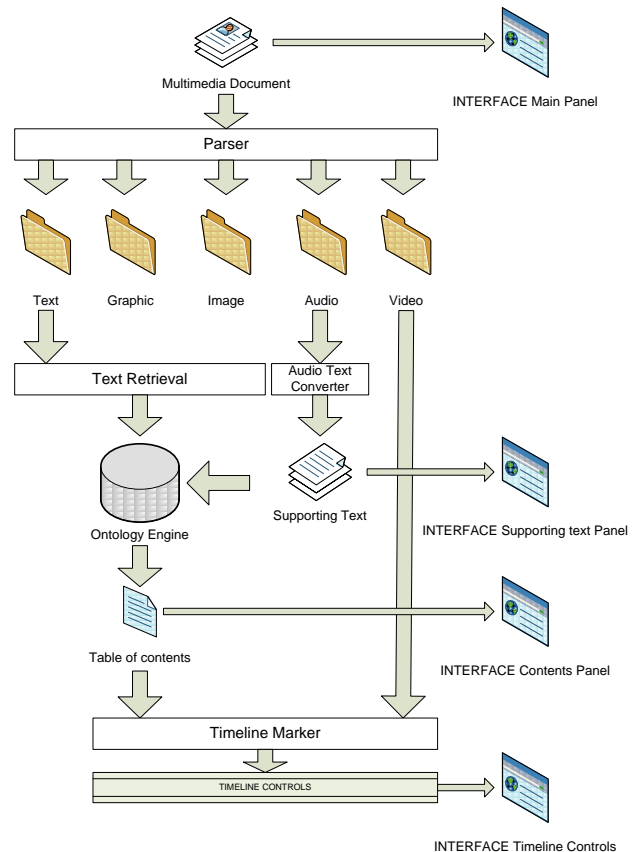 Multimedia Document
INTERFACE Main Panel
Parser
Text
Graphic
Image
Audio
Video
Text Retrieval
Audio Text
Converter
Ontology Engine
Supporting Text
INTERFACE Supporting text Panel
Table of contents
INTERFACE Contents Panel
Timeline Marker
TIMELINE CONTROLS
INTERFACE Timeline Controls